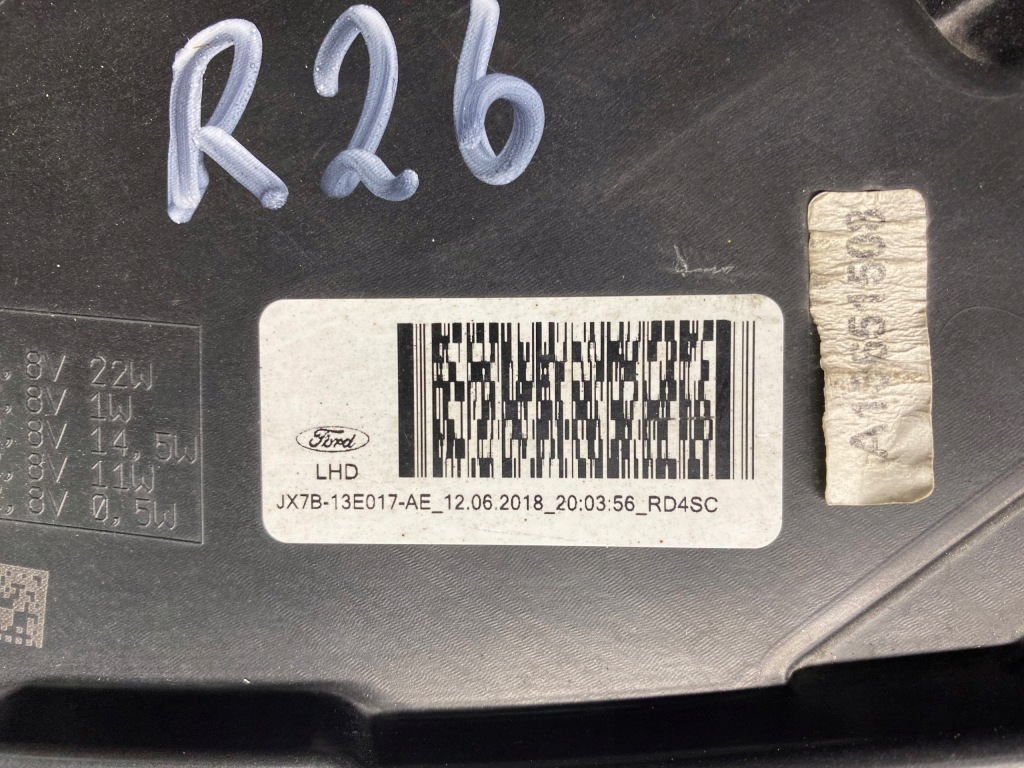 R26
8V 22W
8V 1W
8V 14,5W
8V 11W
8V 0,5W
Ford
LHD
JX7B-13E017-AE_12.06.2018_20:03:56_RD4SC